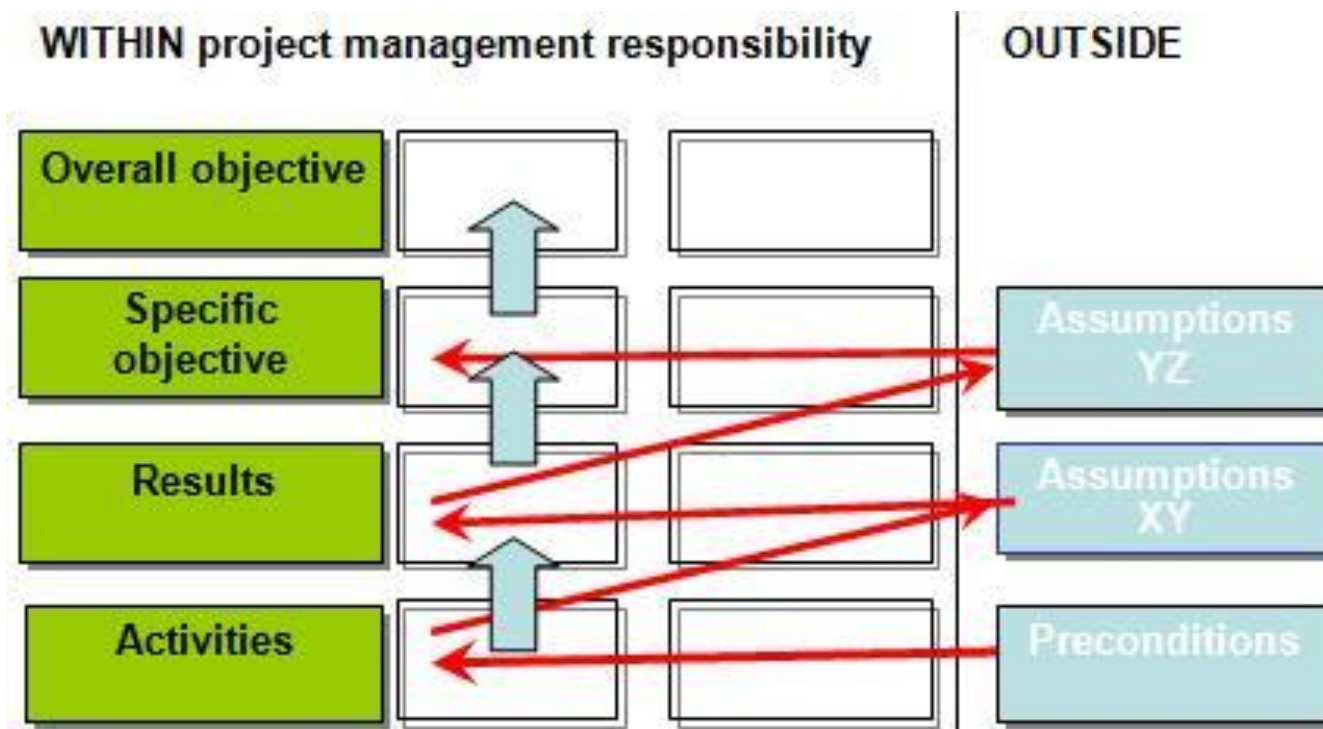 WITHIN project management responsibility
OUTSIDE
Overall objective
Specific
objective
Assumptions
YZ
Results
Assumptions
XY
Activities
Preconditions